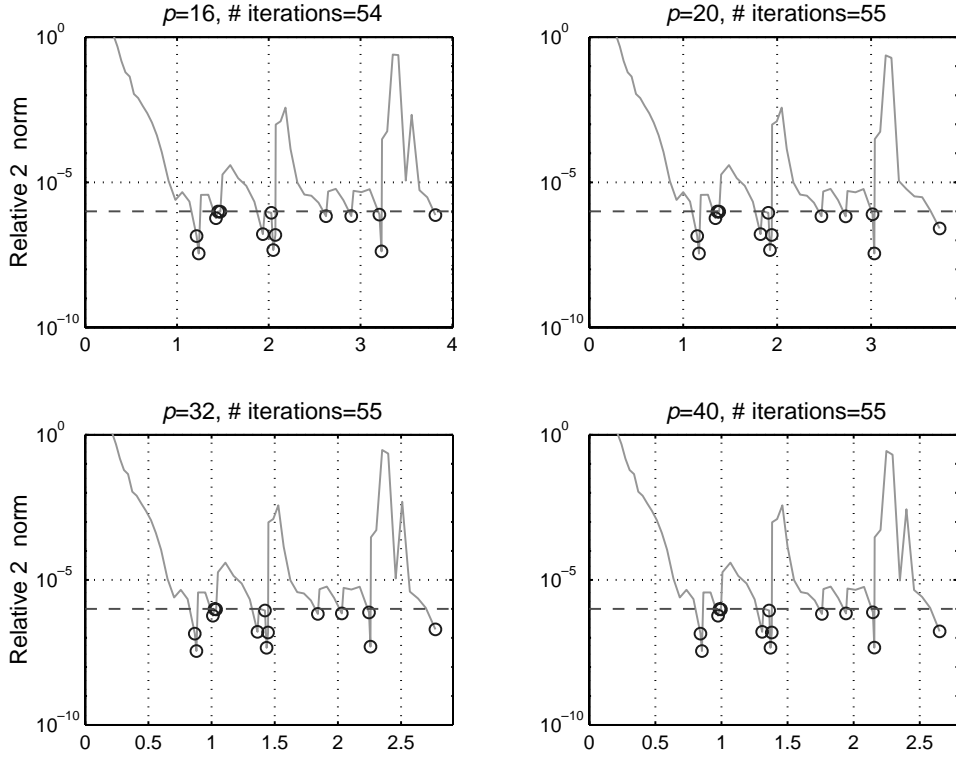 p=16, # iterations=54
10^0
10^−5
10^−10
Relative 2 norm
0 1 2 3 4
p=20, # iterations=55
10^0
10^−5
10^−10
0 1 2 3
p=32, # iterations=55
10^0
10^−5
10^−10
Relative 2 norm
0 0.5 1 1.5 2 2.5
p=40, # iterations=55
10^0
10^−5
10^−10
0 0.5 1 1.5 2 2.5